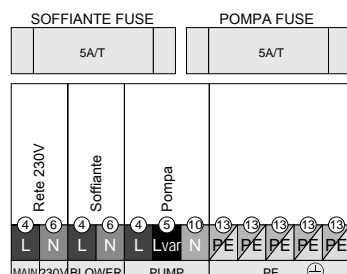 SOFFIANTE FUSE POMPA FUSE
5A/T 5A/T
Rete 230V
Soffiante
Pompa
4 6 4 6 4 5 10 13 13 13 13 13
L N L N L Lvar N PE PE PE PE PE
MAIN 230V BLOWER PUMP PE